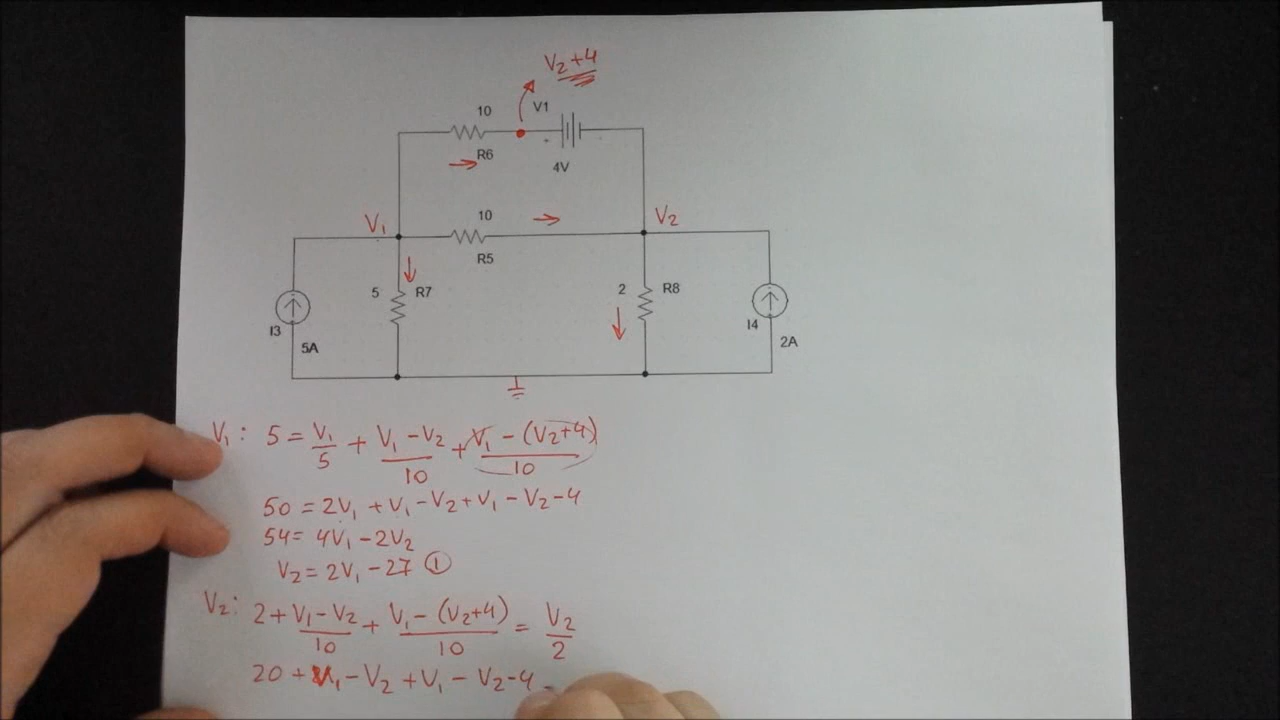 V₂+4
10
V1
R6
4V
V₁
10
V₂
R5
5
R7
2
R8
I3
5A
I4
2A
V₁: 5 = V₁/5 + (V₁ - V₂)/10 + (V₁ - (V₂+4))/10
50 = 2V₁ + V₁ - V₂ + V₁ - V₂ - 4
54 = 4V₁ - 2V₂
V₂ = 2V₁ - 27 ①
V₂: 2 + (V₁ - V₂)/10 + (V₁ - (V₂+4))/10 = V₂/2
20 + V₁ - V₂ + V₁ - V₂ - 4